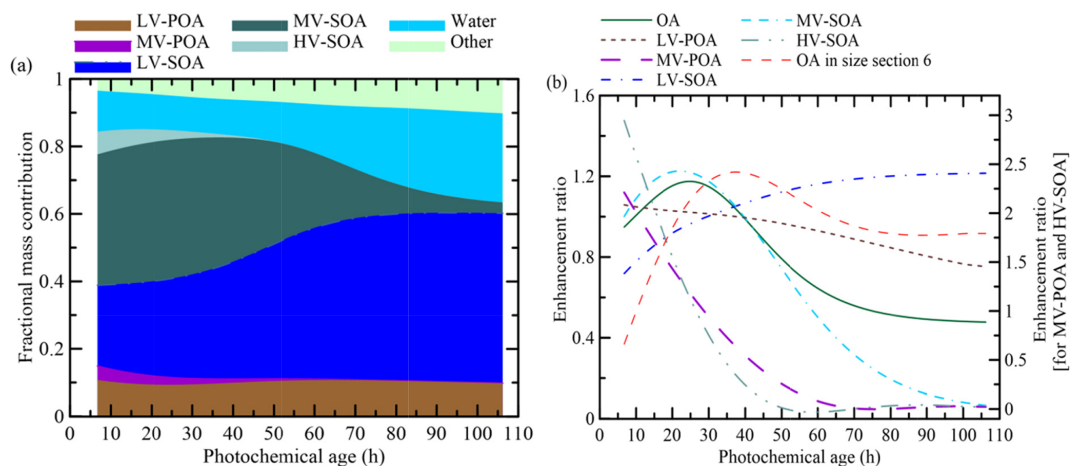 LV-POA MV-SOA Water
MV-POA HV-SOA Other
LV-SOA
(a)
Fractional mass contribution
1
0.8
0.6
0.4
0.2
0
0 10 20 30 40 50 60 70 80 90 100 110
Photochemical age (h)
OA MV-SOA
LV-POA HV-SOA
MV-POA OA in size section 6
LV-SOA
(b)
Enhancement ratio
1.6
1.2
0.8
0.4
0
0 10 20 30 40 50 60 70 80 90 100 110
Photochemical age (h)
3
2.5
2
1.5
1
0.5
0
Enhancement ratio
[for MV-POA and HV-SOA]